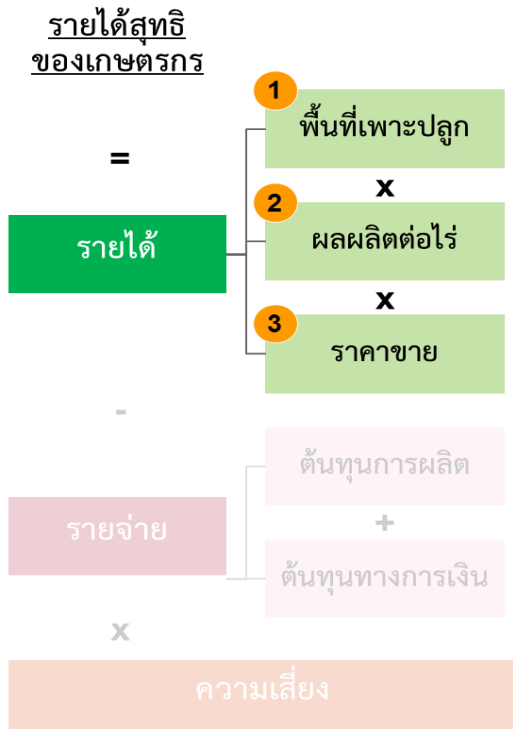 รายได้สุทธิ
ของเกษตรกร
=
รายได้
1
พื้นที่เพาะปลูก
x
2
ผลผลิตต่อไร่
x
3
ราคาขาย
-
รายจ่าย
ต้นทุนการผลิต
+
ต้นทุนทางการเงิน
x
ความเสี่ยง